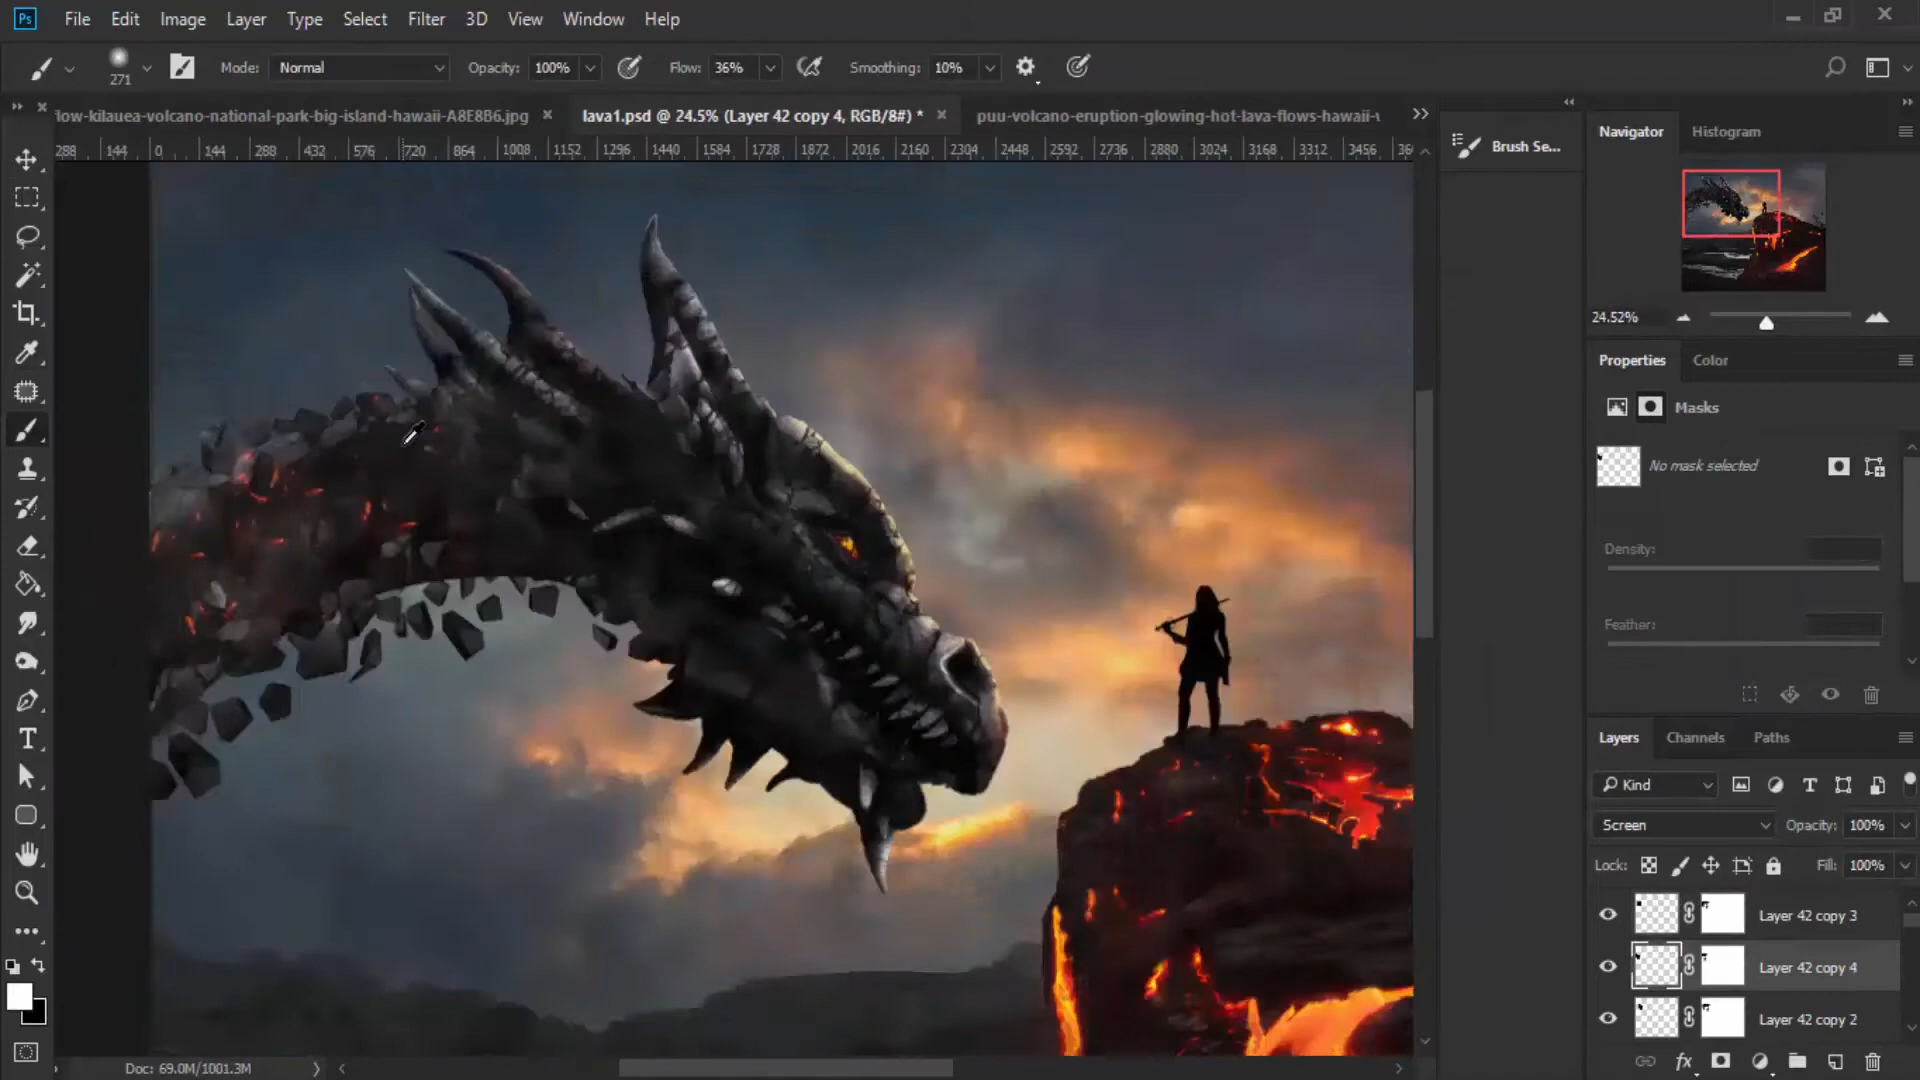 Ps File Edit Image Layer Type Select Filter 3D View Window Help
271 Mode: Normal Opacity: 100% Flow: 36% Smoothing: 10%
flow-kilauea-volcano-national-park-big-island-hawaii-A8E8B6.jpg lava1.psd @ 24.5% (Layer 42 copy 4, RGB/8#) * puu-volcano-eruption-glowing-hot-lava-flows-hawaii-v
288 144 0 144 288 432 576 720 864 1008 1152 1296 1440 1584 1728 1872 2016 2160 2304 2448 2592 2736 2880 3024 3168 3312 3456 360
Brush Se...
Navigator Histogram
24.52%
Properties Color
Masks
No mask selected
Density:
Feather:
Layers Channels Paths
Kind
Screen Opacity: 100%
Lock: Fill: 100%
Layer 42 copy 3
Layer 42 copy 4
Layer 42 copy 2
fx
Doc: 69.0M/1001.3M